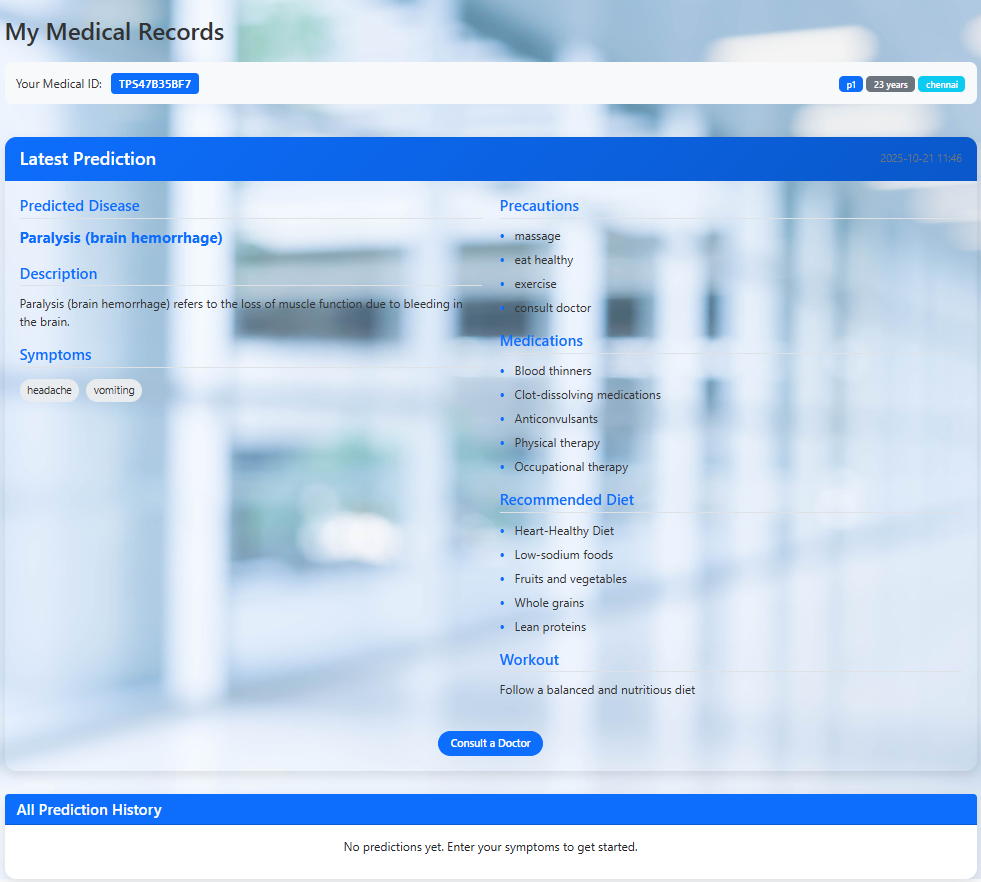 My Medical Records
Your Medical ID: TPS47B35BF7 p1 23 years chennai
Latest Prediction 2025-10-21 11:46
Predicted Disease
Paralysis (brain hemorrhage)
Description
Paralysis (brain hemorrhage) refers to the loss of muscle function due to bleeding in
the brain.
Symptoms
headache vomiting
Precautions
• massage
• eat healthy
• exercise
• consult doctor
Medications
• Blood thinners
• Clot-dissolving medications
• Anticonvulsants
• Physical therapy
• Occupational therapy
Recommended Diet
• Heart-Healthy Diet
• Low-sodium foods
• Fruits and vegetables
• Whole grains
• Lean proteins
Workout
Follow a balanced and nutritious diet
Consult a Doctor
All Prediction History
No predictions yet. Enter your symptoms to get started.